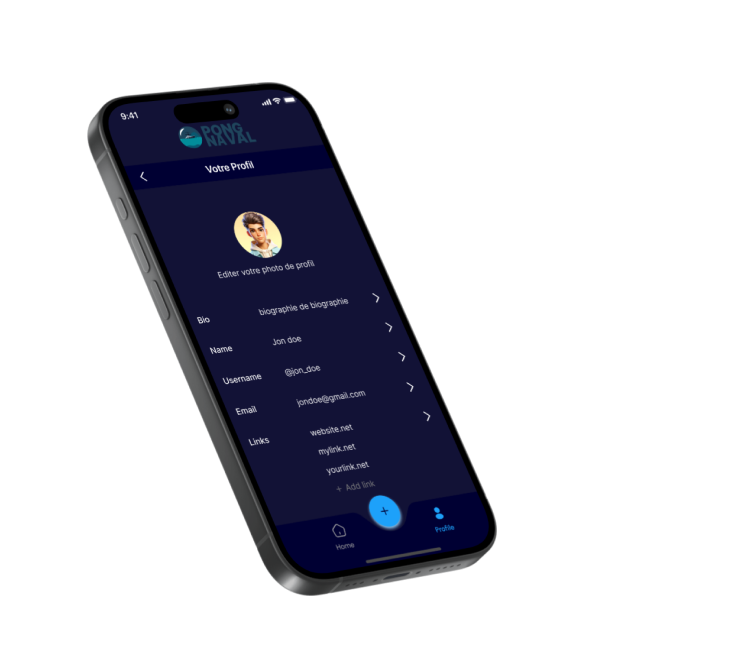 9:41
PONG
NAVAL
Votre Profil
Editer votre photo de profil
Bio biographie de biographie
Name Jon doe
Username @jon_doe
Email jondoe@gmail.com
Links website.net
mylink.net
yourlink.net
+ Add link
+
Home Profile